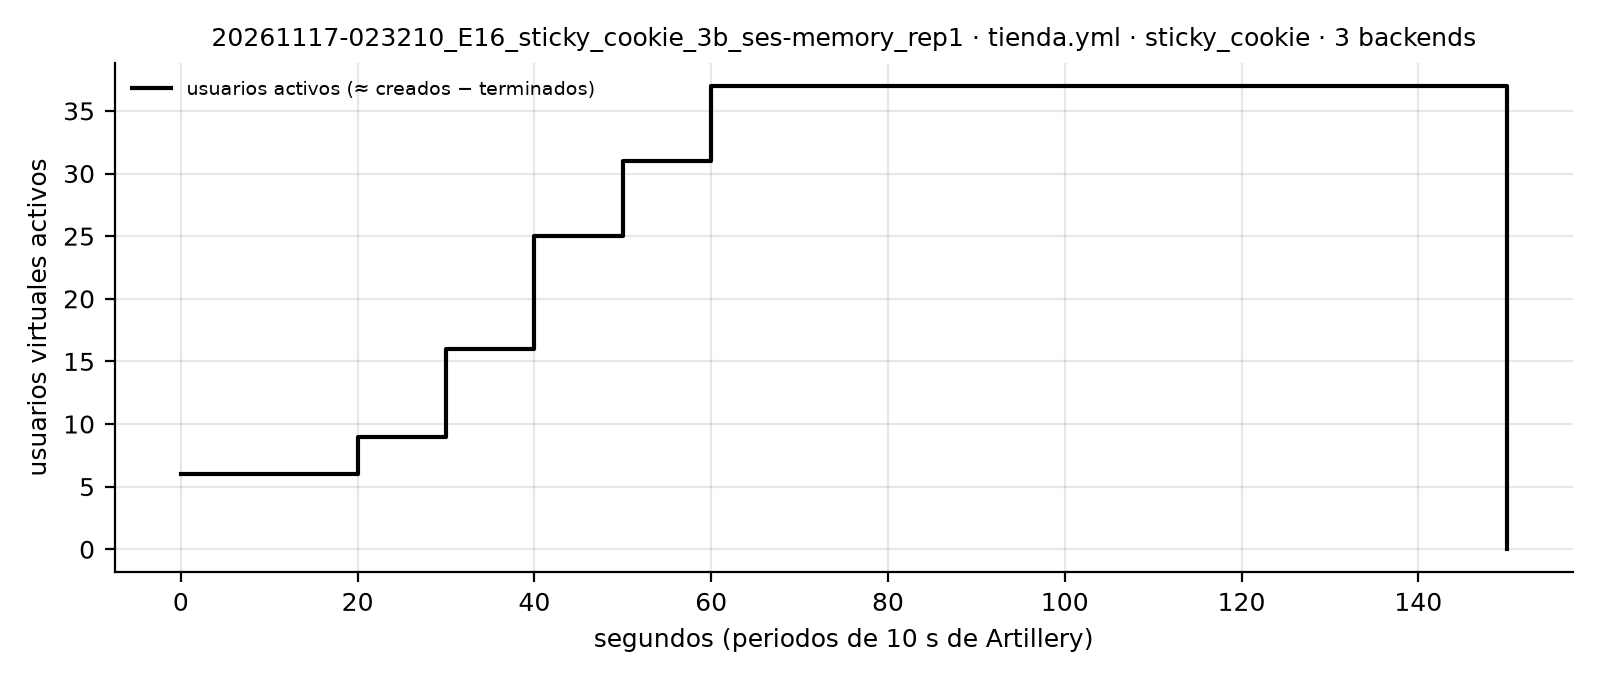 20261117-023210_E16_sticky_cookie_3b_ses-memory_rep1 · tienda.yml · sticky_cookie · 3 backends
usuarios activos (≈ creados − terminados)
usuarios virtuales activos
35
30
25
20
15
10
5
0
0 20 40 60 80 100 120 140
segundos (periodos de 10 s de Artillery)